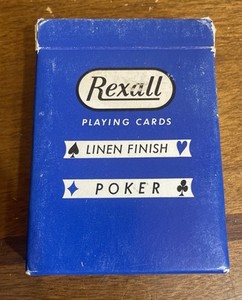 Rexall
PLAYING CARDS
LINEN FINISH
POKER